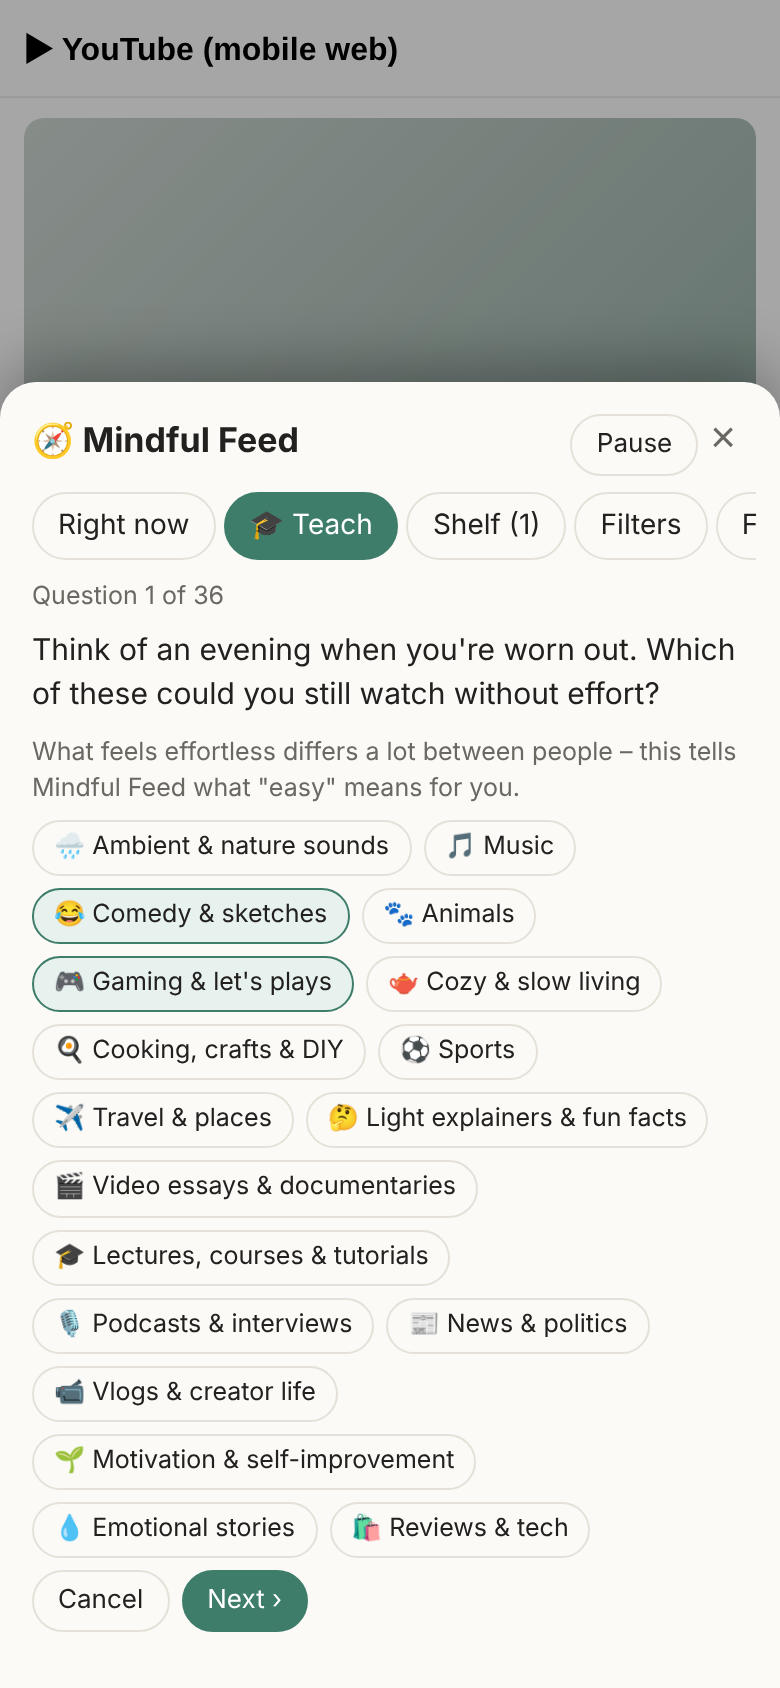 ▶ YouTube (mobile web)
🧭 Mindful Feed
Pause ✕
Right now 🎓 Teach Shelf (1) Filters F
Question 1 of 36
Think of an evening when you're worn out. Which
of these could you still watch without effort?
What feels effortless differs a lot between people – this tells
Mindful Feed what "easy" means for you.
🌧️ Ambient & nature sounds 🎵 Music
😂 Comedy & sketches 🐾 Animals
🎮 Gaming & let's plays 🫖 Cozy & slow living
🍳 Cooking, crafts & DIY ⚽ Sports
✈️ Travel & places 🤔 Light explainers & fun facts
🎬 Video essays & documentaries
🎓 Lectures, courses & tutorials
🎙️ Podcasts & interviews 📰 News & politics
📹 Vlogs & creator life
🌱 Motivation & self-improvement
💧 Emotional stories 🛍️ Reviews & tech
Cancel Next ›